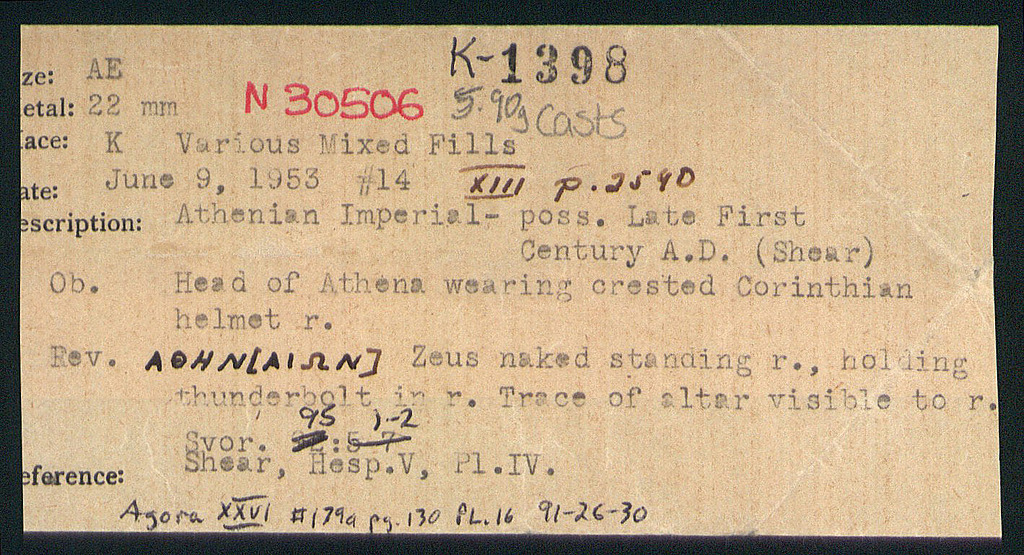 K-1398
ze: AE
etal: 22 mm N 30506 5.90g Casts
lace: K Various Mixed Fills
ate: June 9, 1953 #14 XIII p. 2540
escription: Athenian Imperial- poss. Late First
Century A.D. (Shear)
Ob. Head of Athena wearing crested Corinthian
helmet r.
Rev. ΑΘΗΝ[ΑΙΩΝ] Zeus naked standing r., holding
thunderbolt in r. Trace of altar visible to r.
95 1-2
Svor. :5-7
Shear, Hesp.V, Pl.IV.
eference:
Agora XXVI #179a pg. 130 PL.16 91-26-30